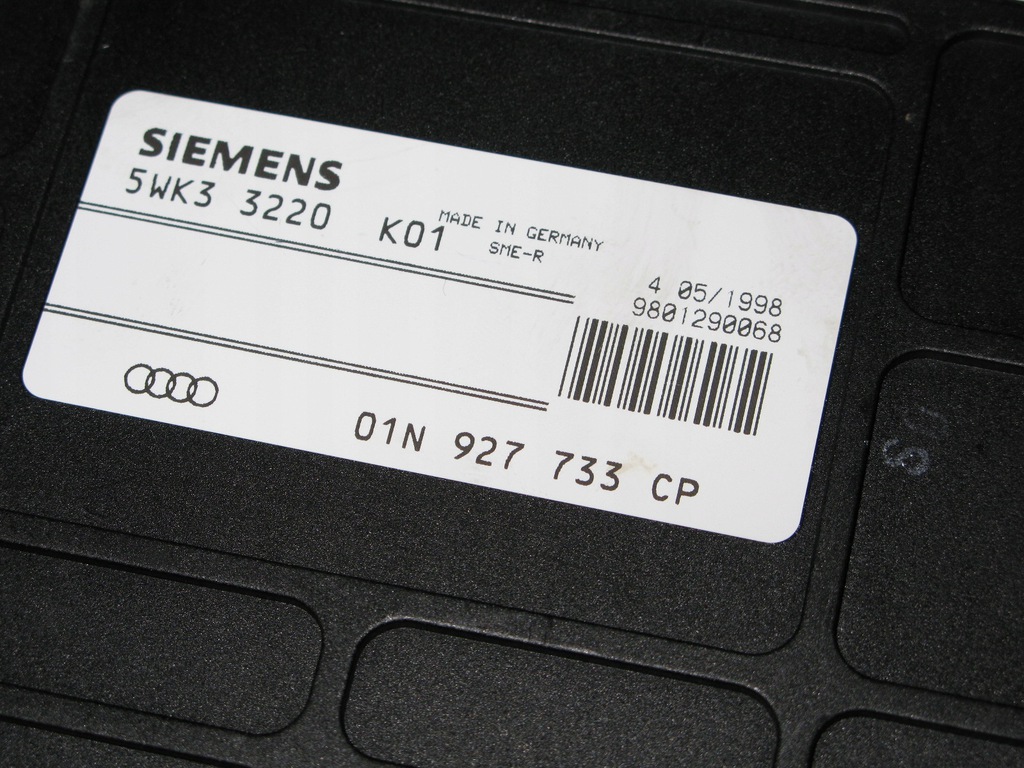 SIEMENS
5WK3 3220 K01
MADE IN GERMANY
SME-R
4 05/1998
9801290068
01N 927 733 CP